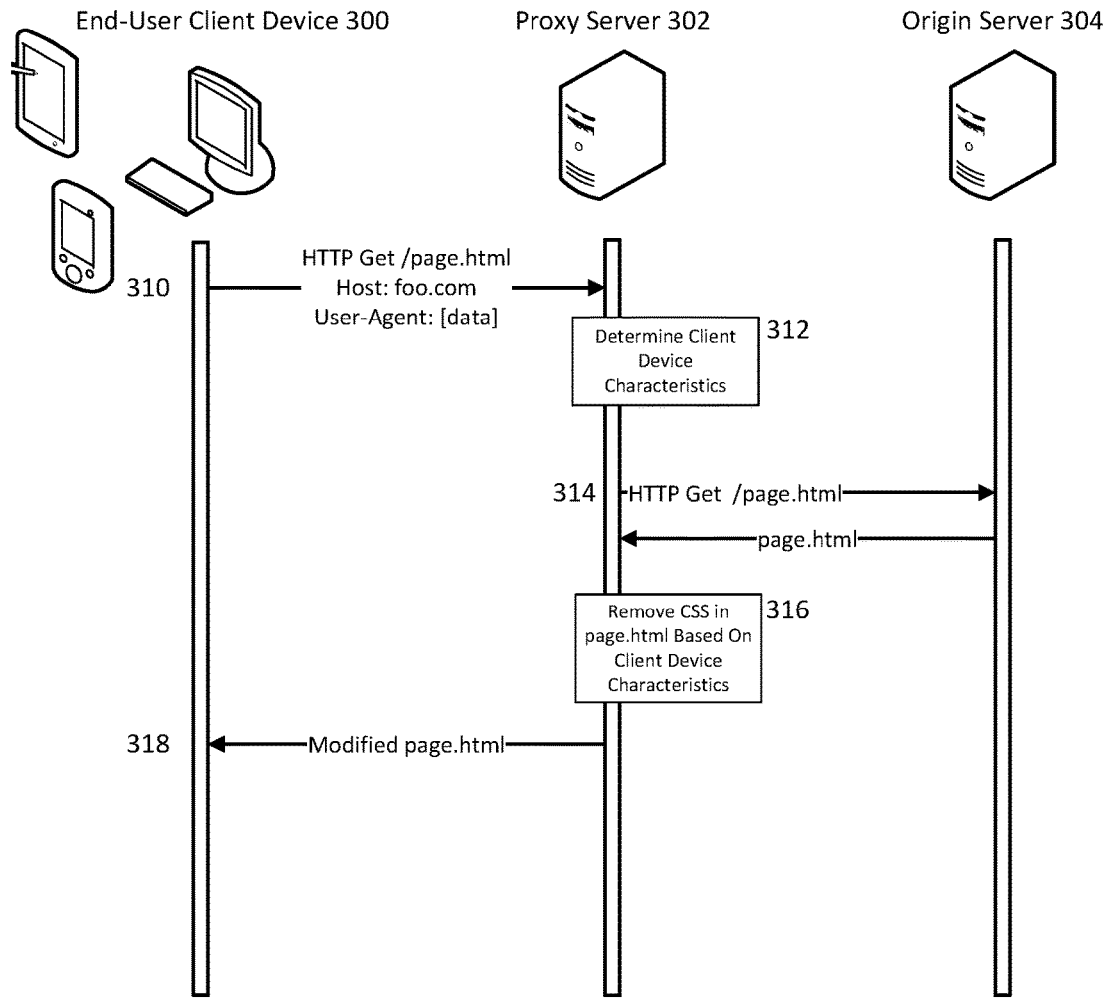 End-User Client Device 300
Proxy Server 302
Origin Server 304
310
HTTP Get /page.html
Host: foo.com
User-Agent: [data]
312
Determine Client
Device
Characteristics
314
HTTP Get /page.html
page.html
316
Remove CSS in
page.html Based On
Client Device
Characteristics
318
Modified page.html